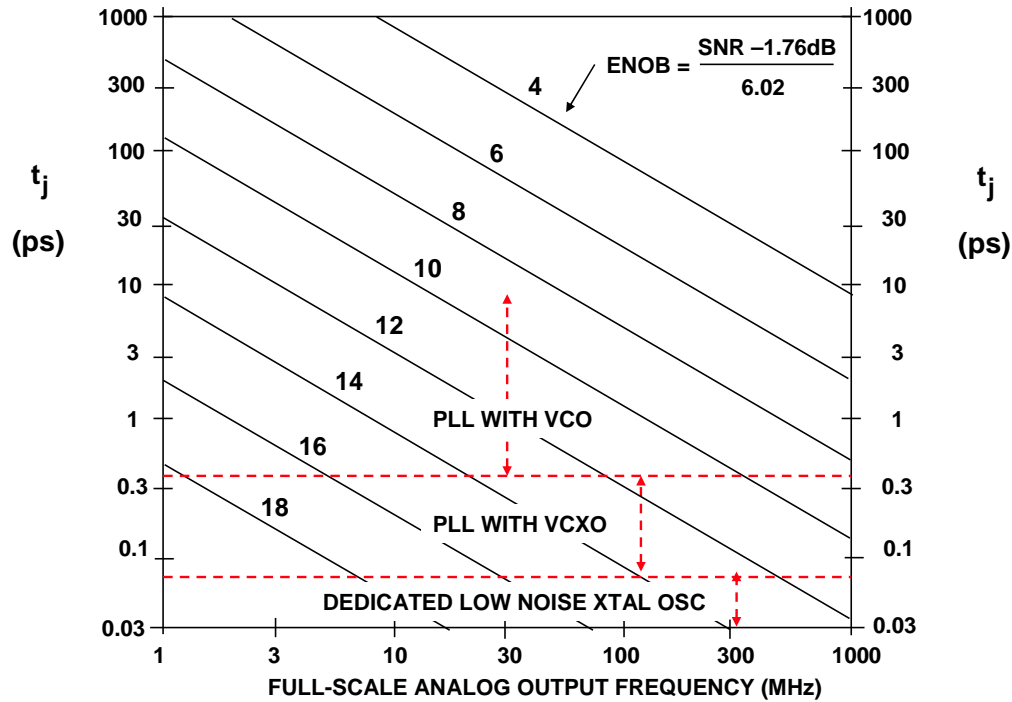 1000
300
100
30
10
3
1
0.3
0.1
0.03
t_j
(ps)
ENOB = SNR –1.76dB
6.02
4
6
8
10
12
14
16
18
PLL WITH VCO
PLL WITH VCXO
DEDICATED LOW NOISE XTAL OSC
1000
300
100
30
10
3
1
0.3
0.1
0.03
t_j
(ps)
1 3 10 30 100 300 1000
FULL-SCALE ANALOG OUTPUT FREQUENCY (MHz)